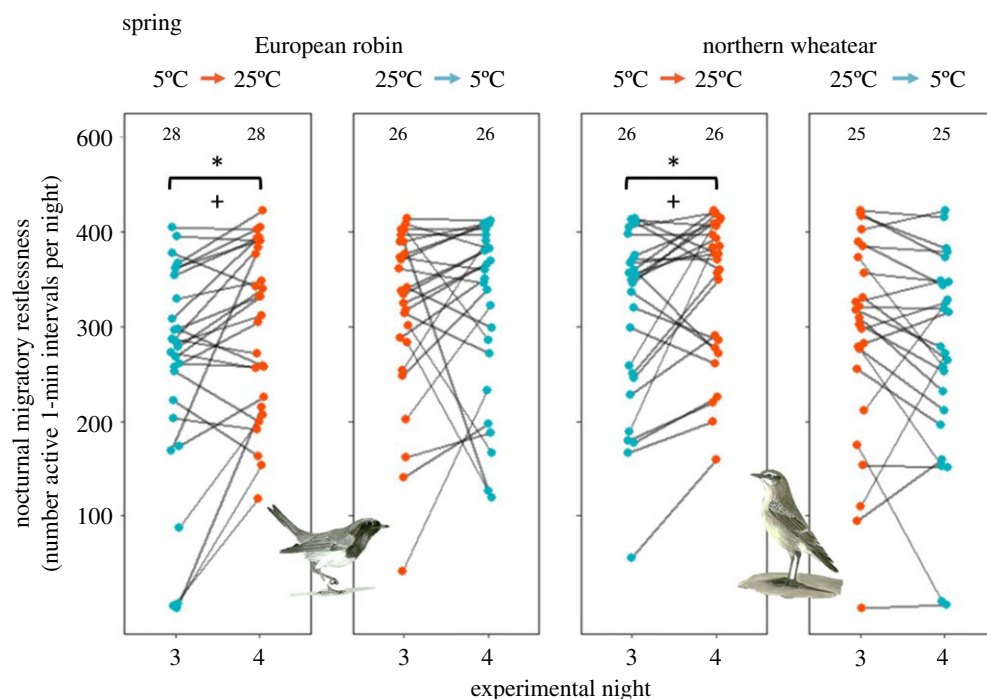 spring
European robin
northern wheatear
5ºC → 25ºC
25ºC → 5ºC
5ºC → 25ºC
25ºC → 5ºC
28 28
26 26
26 26
25 25
*
+
*
+
600
400
300
200
100
nocturnal migratory restlessness
(number active 1-min intervals per night)
3 4
3 4
3 4
3 4
experimental night